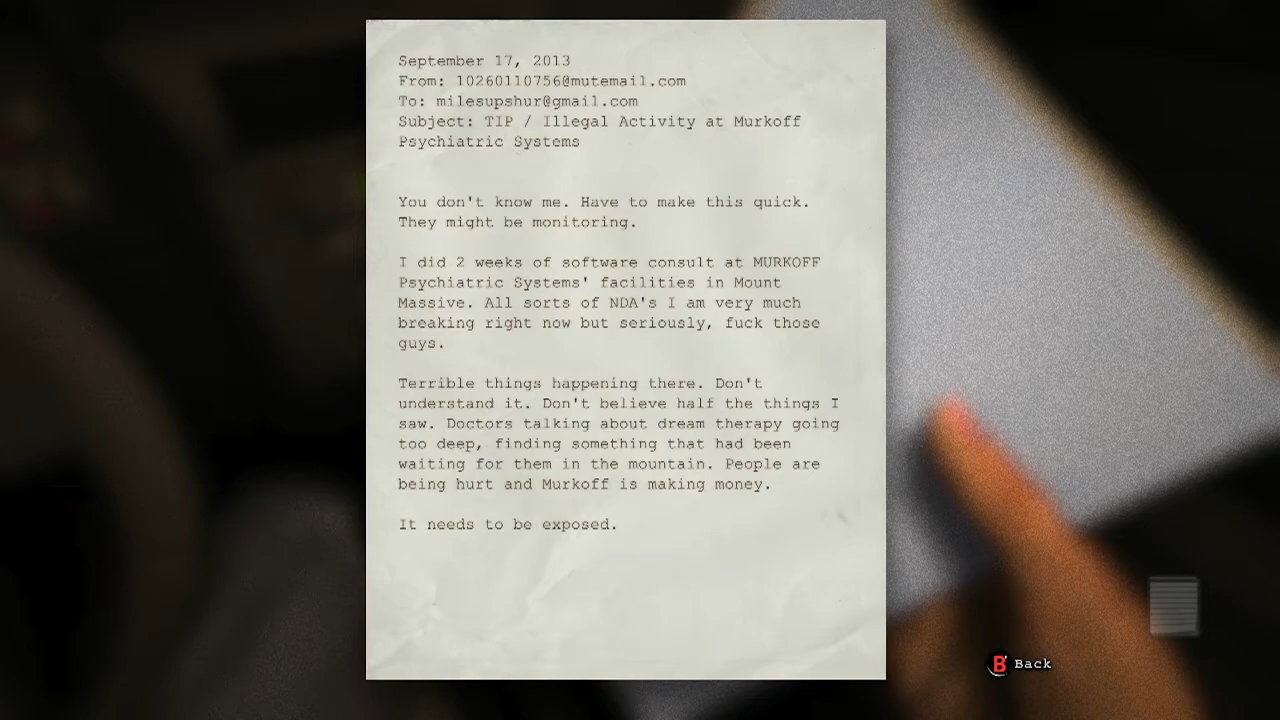 September 17, 2013
From: 10260110756@mutemail.com
To: milesupshur@gmail.com
Subject: TIP / Illegal Activity at Murkoff
Psychiatric Systems
You don't know me. Have to make this quick.
They might be monitoring.
I did 2 weeks of software consult at MURKOFF
Psychiatric Systems' facilities in Mount
Massive. All sorts of NDA's I am very much
breaking right now but seriously, fuck those
guys.
Terrible things happening there. Don't
understand it. Don't believe half the things I
saw. Doctors talking about dream therapy going
too deep, finding something that had been
waiting for them in the mountain. People are
being hurt and Murkoff is making money.
It needs to be exposed.
B Back